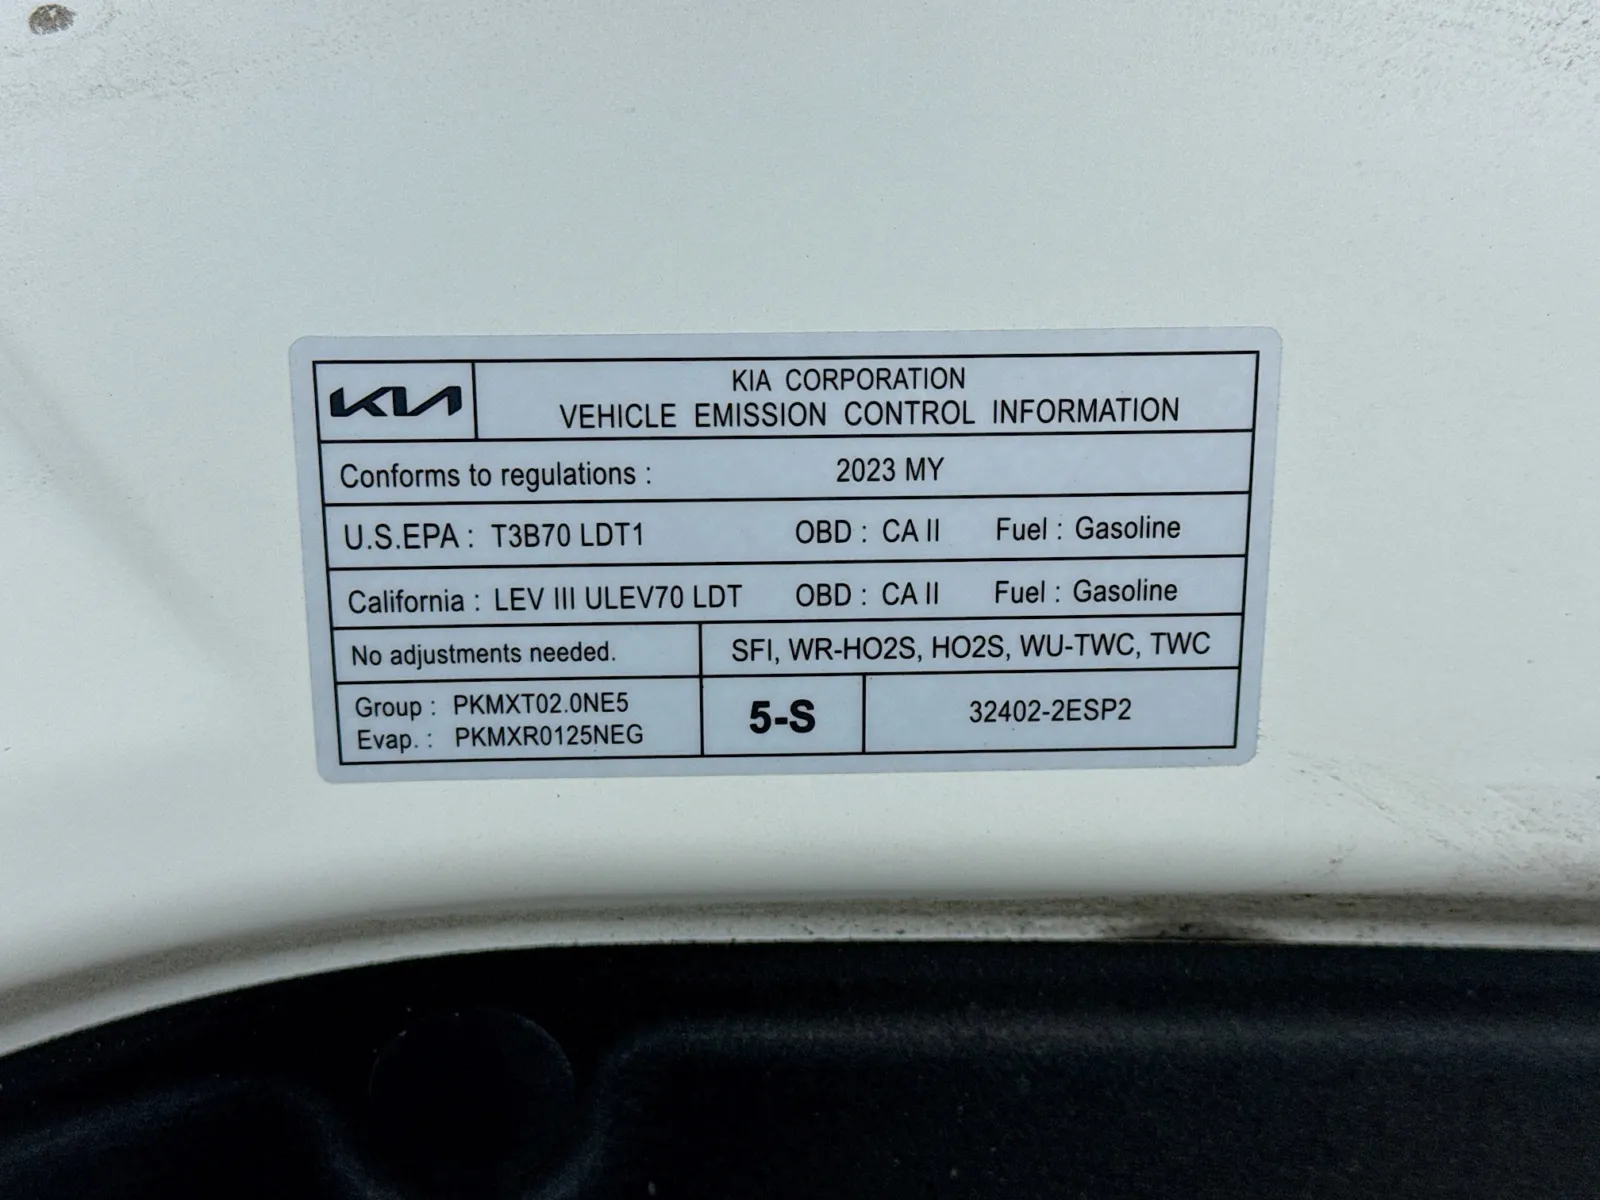 KIA
KIA CORPORATION
VEHICLE EMISSION CONTROL INFORMATION
Conforms to regulations : 2023 MY
U.S.EPA : T3B70 LDT1 OBD : CA II Fuel : Gasoline
California : LEV III ULEV70 LDT OBD : CA II Fuel : Gasoline
No adjustments needed. SFI, WR-HO2S, HO2S, WU-TWC, TWC
Group : PKMXT02.0NE5
Evap. : PKMXR0125NEG
5-S
32402-2ESP2